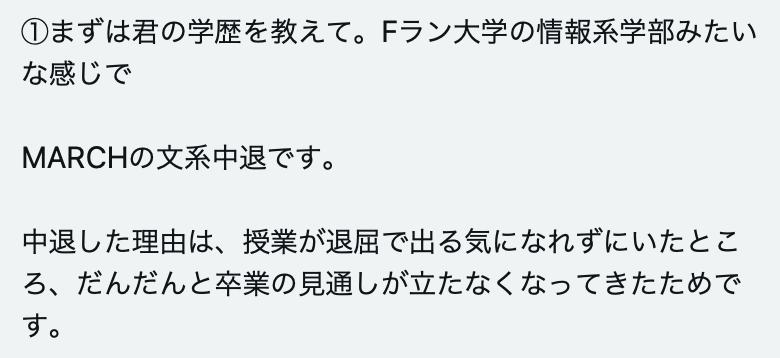 ①まずは君の学歴を教えて。Fラン大学の情報系学部みたい
な感じで
MARCHの文系中退です。
中退した理由は、授業が退屈で出る気になれずにいたとこ
ろ、だんだんと卒業の見通しが立たなくなってきたためで
す。